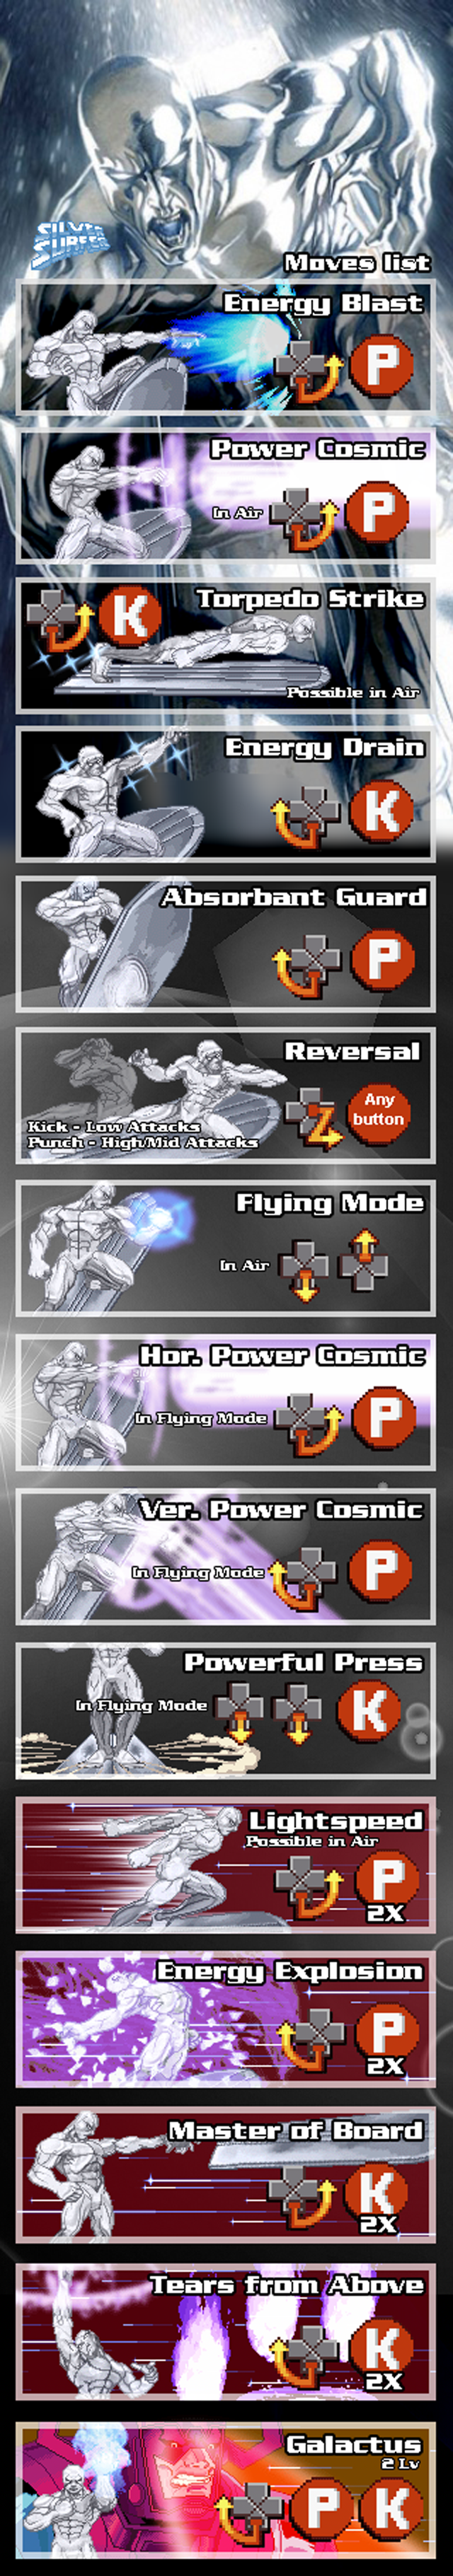 SILVER
SURFER
Moves list
Energy Blast
P
Power Cosmic
In Air
P
Torpedo Strike
K
Possible in Air
Energy Drain
K
Absorbant Guard
P
Reversal
Any
button
Kick - Low Attacks
Punch - High/Mid Attacks
Flying Mode
In Air
Hor. Power Cosmic
In Flying Mode
P
Ver. Power Cosmic
In Flying Mode
P
Powerful Press
In Flying Mode
K
Lightspeed
Possible in Air
P
2X
Energy Explosion
P
2X
Master of Board
K
2X
Tears from Above
K
2X
Galactus
2 Lv
P K